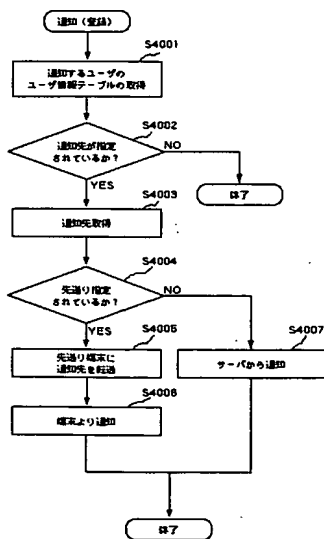 通知(登録)
S4001
通知するユーザの
ユーザ情報テーブルの取得
S4002
通知先が指定
されているか?
NO
YES
終了
S4003
通知先取得
S4004
先送り指定
されているか?
NO
YES
S4005
先送り端末に
通知先を転送
S4007
サーバから通知
S4006
端末より通知
終了